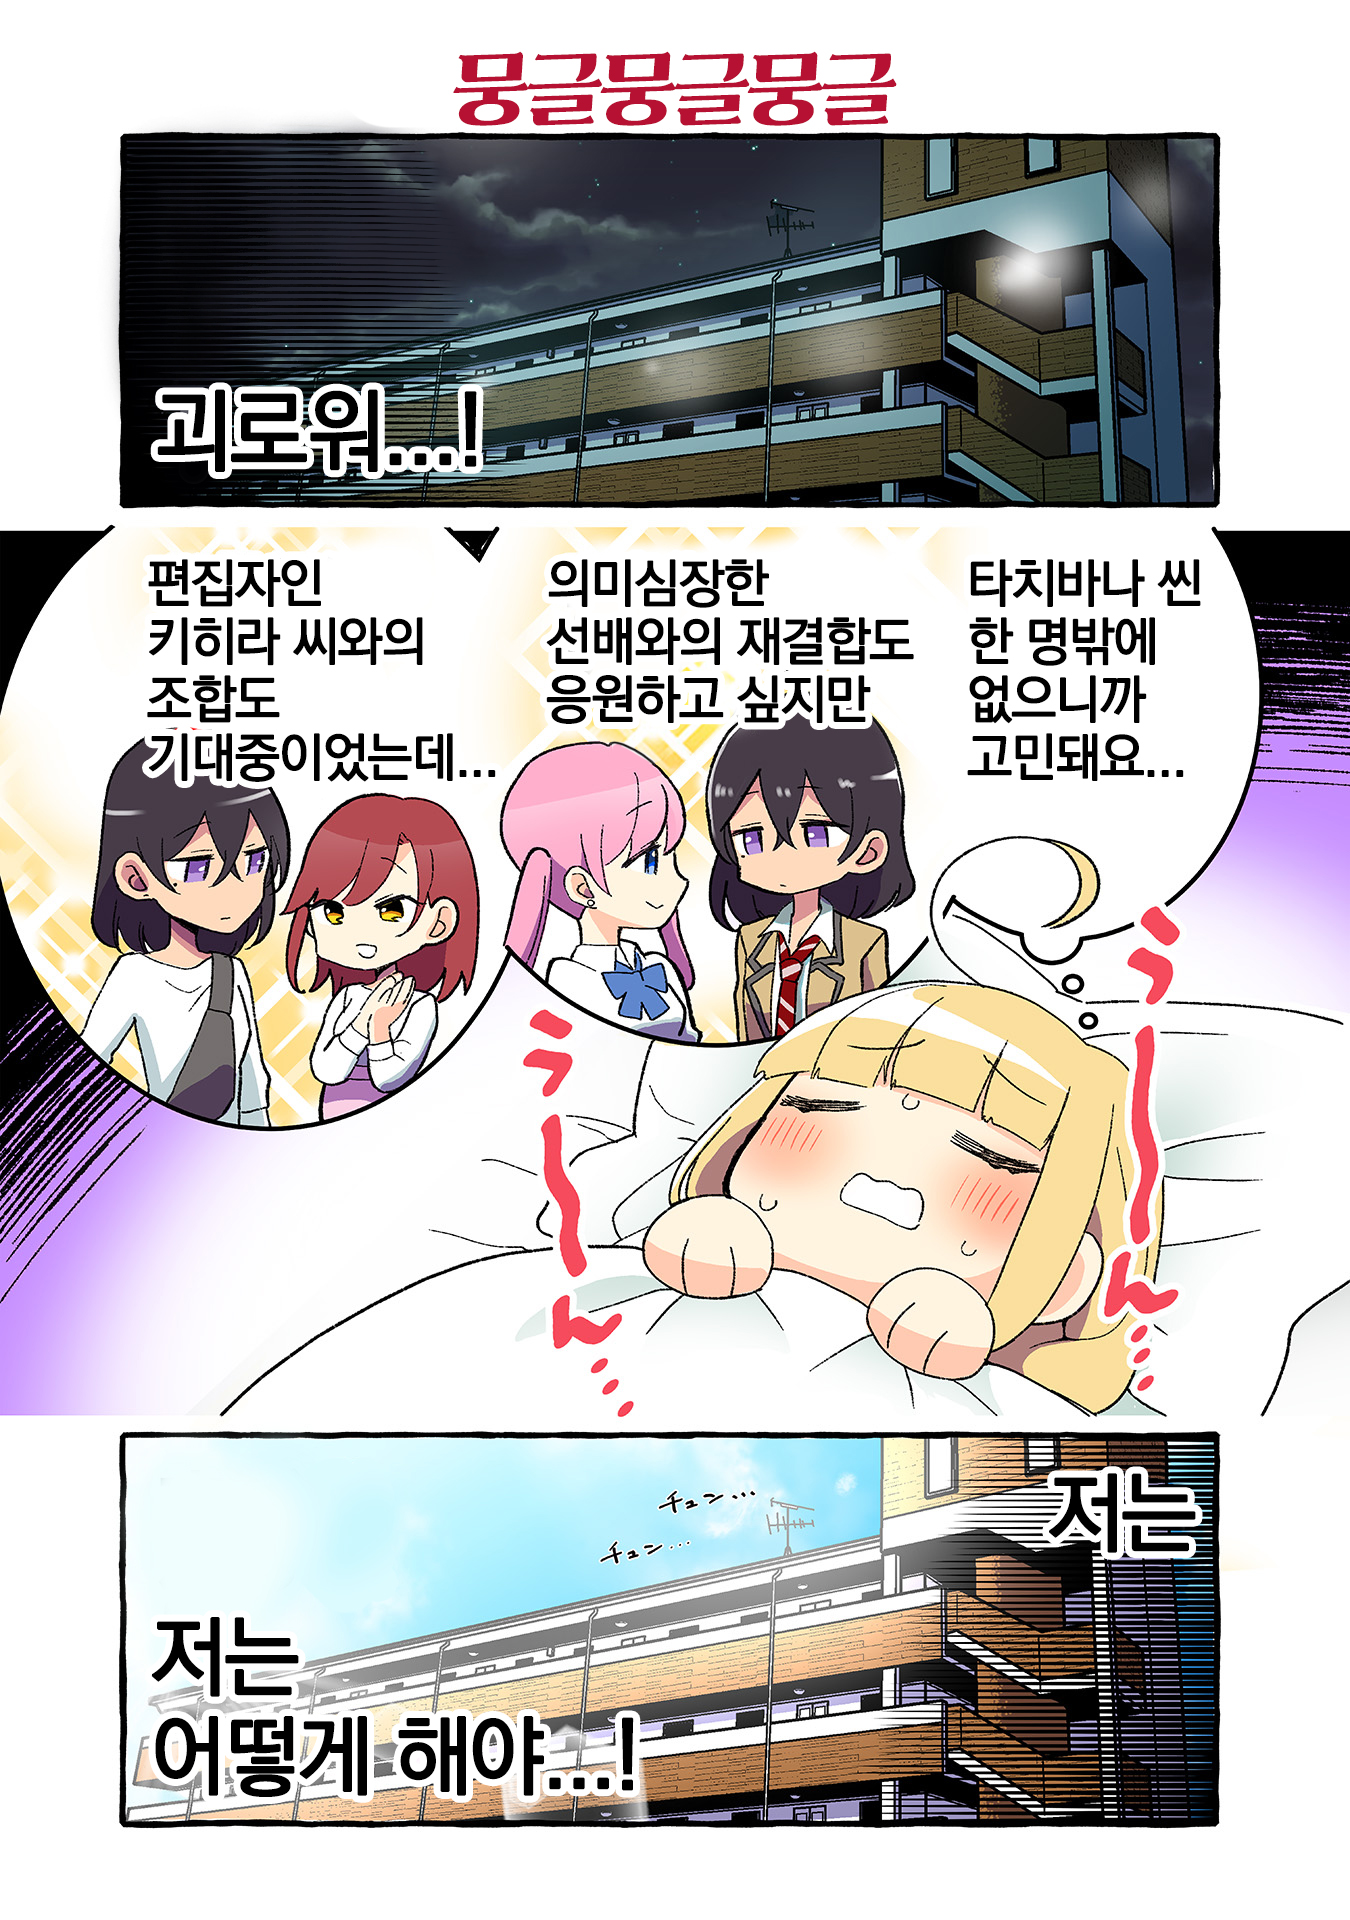 뭉글뭉글뭉글
괴로워...!
타치바나 씬
한 명밖에
없으니까
고민돼요...
의미심장한
선배와의 재결합도
응원하고 싶지만
편집자인
키히라 씨와의
조합도
기대중이었는데...
う～ん…
う～ん…
저는
チュン…
チュン…
저는
어떻게 해야...!